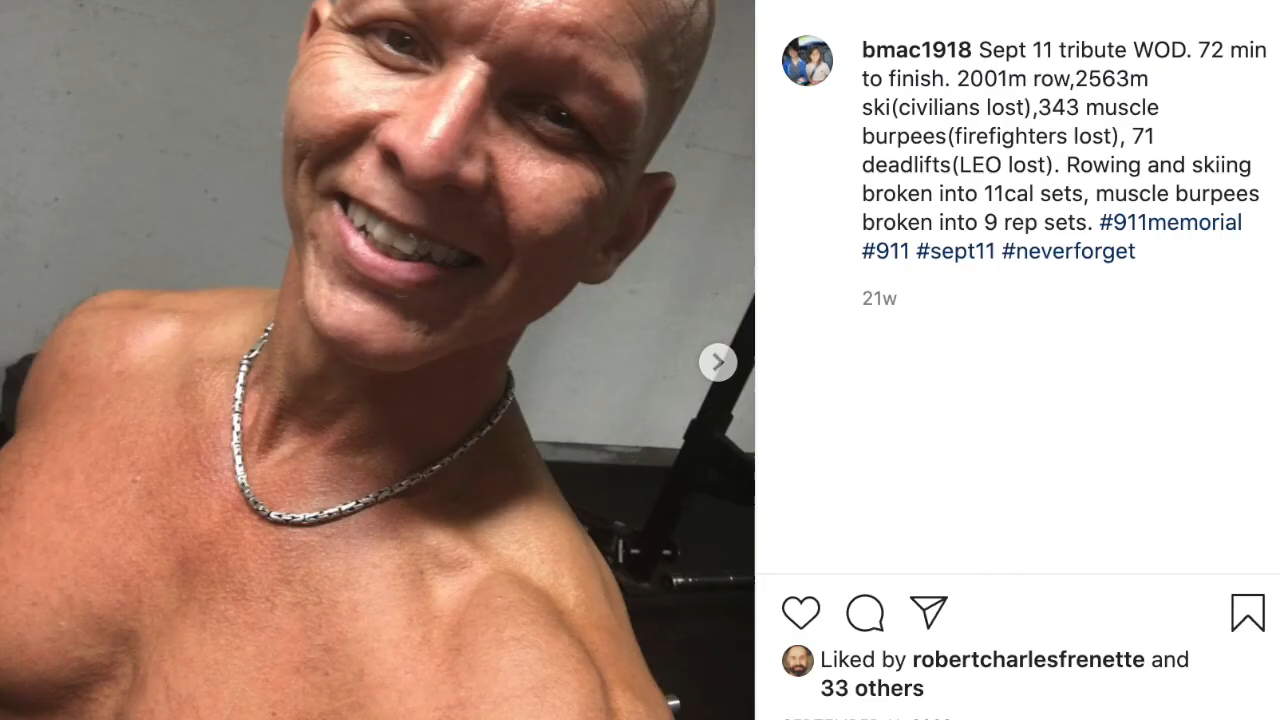 bmac1918 Sept 11 tribute WOD. 72 min
to finish. 2001m row,2563m
ski(civilians lost),343 muscle
burpees(firefighters lost), 71
deadlifts(LEO lost). Rowing and skiing
broken into 11cal sets, muscle burpees
broken into 9 rep sets. #911memorial
#911 #sept11 #neverforget
21w
Liked by robertcharlesfrenette and
33 others